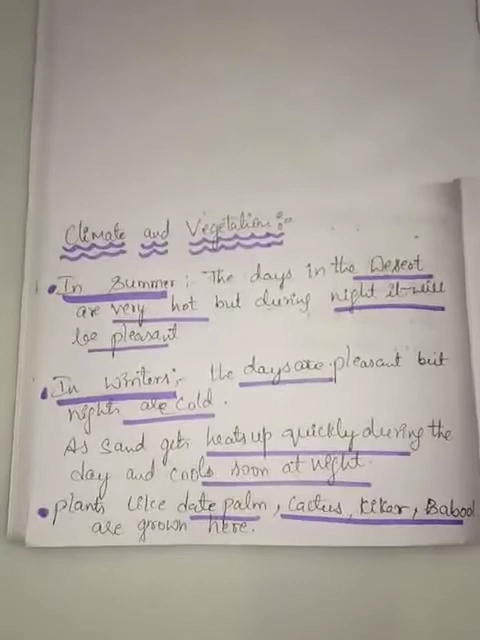 Climate and Vegetation:-
In Summer: The days in the Desert
are very hot but during night it will
be pleasant
In Winters:- the days are pleasant but
nights are cold.
As Sand gets heats up quickly during the
day and cools soon at night.
plants like date palm, Cactus, Kiker, Babool
are grown here.